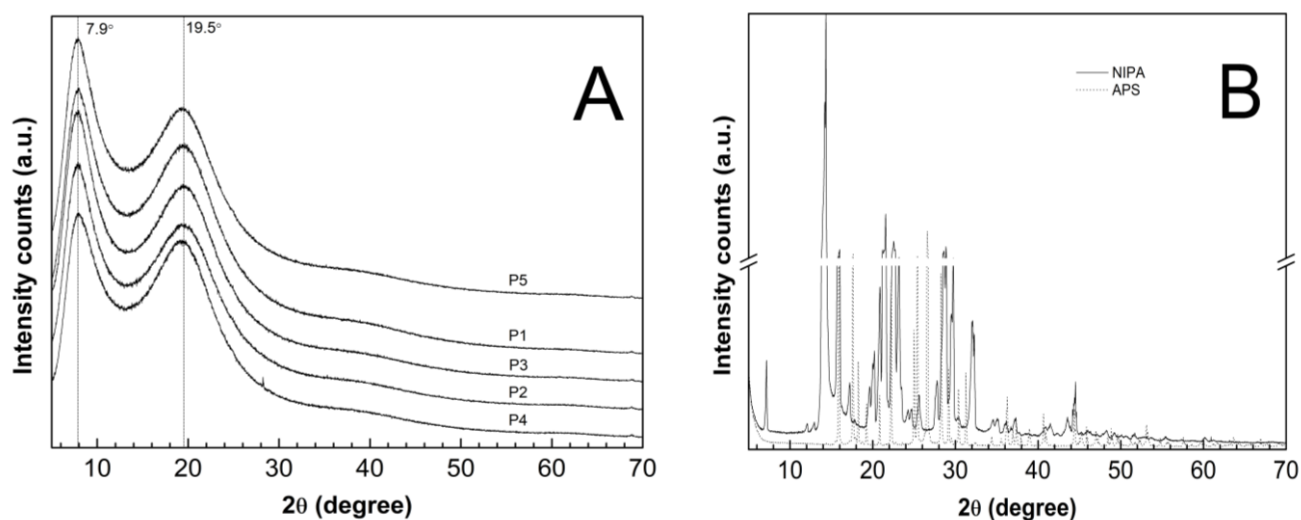 7.9°
19.5°
A
Intensity counts (a.u.)
P5
P1
P3
P2
P4
10 20 30 40 50 60 70
2θ (degree)
NIPA
APS
B
Intensity counts (a.u.)
10 20 30 40 50 60 70
2θ (degree)